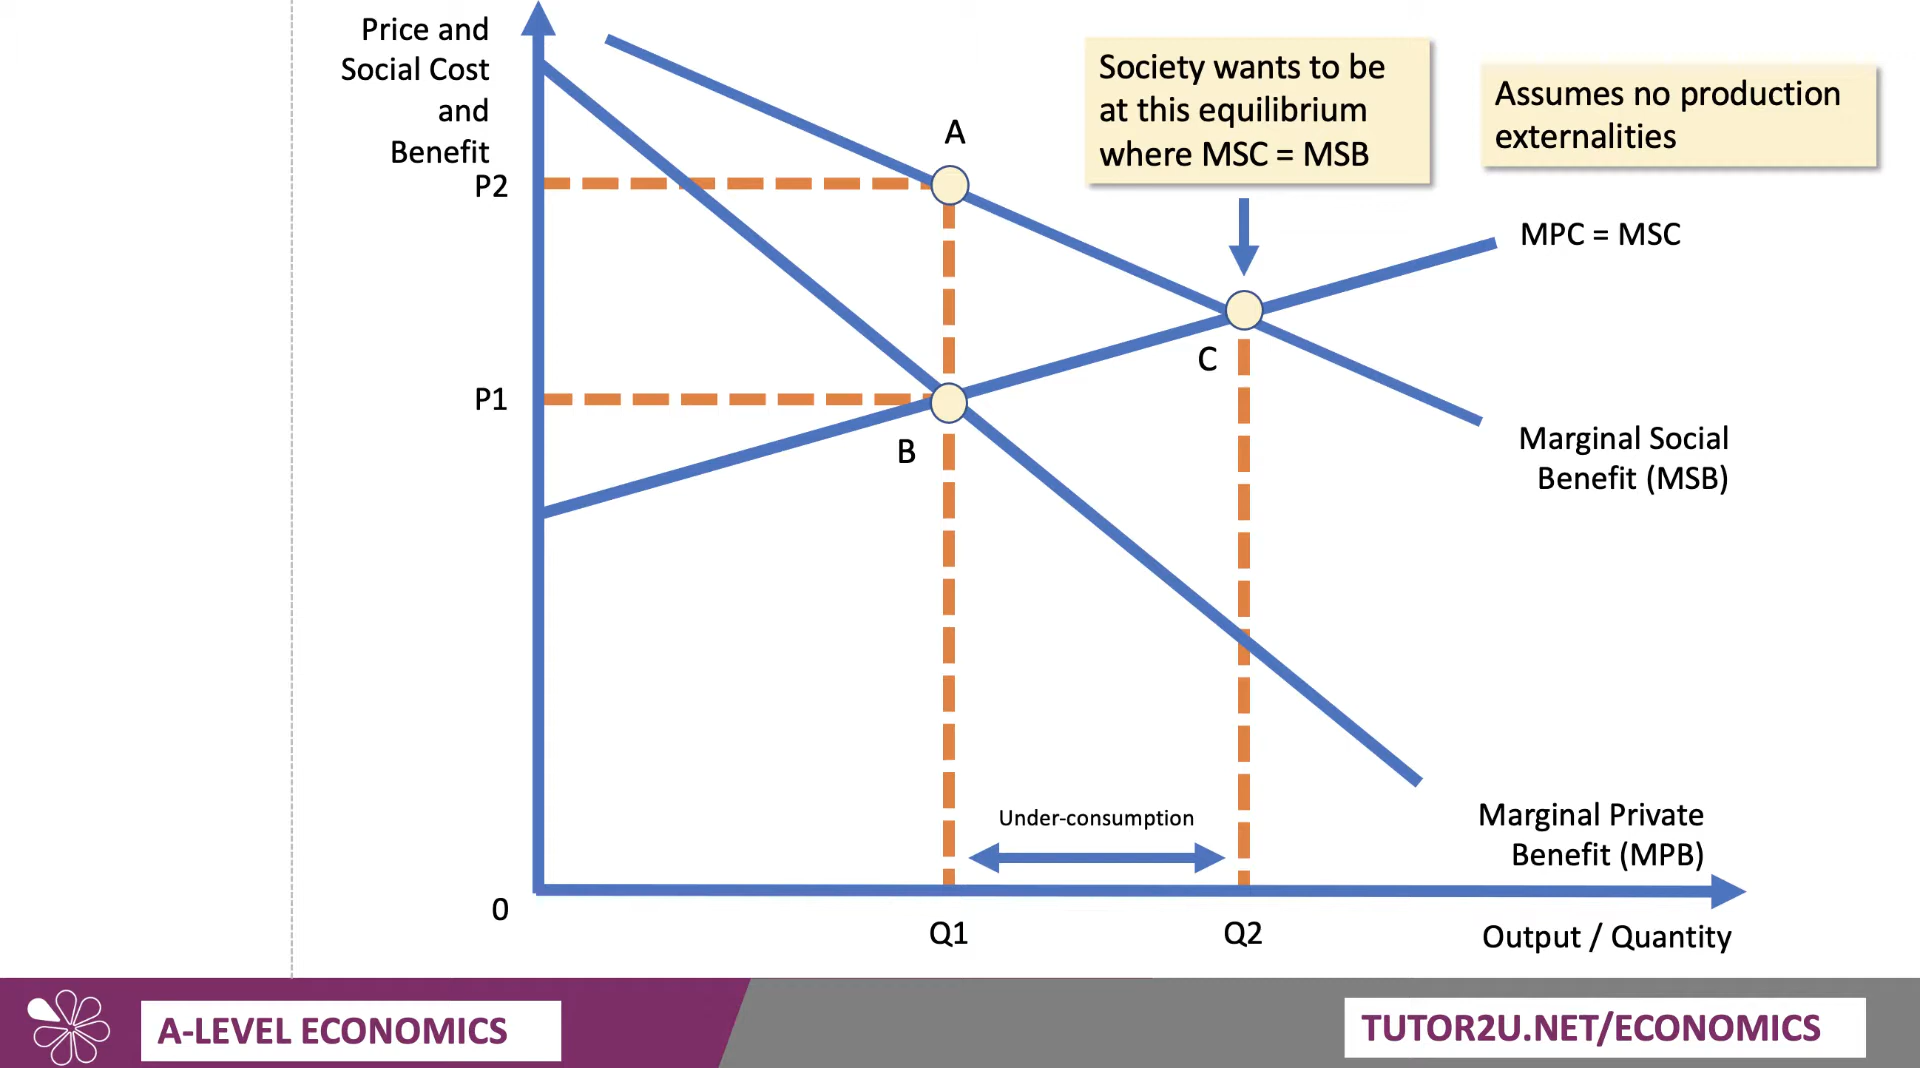 Price and
Social Cost
and
Benefit
P2
P1
0
A
B
C
Society wants to be
at this equilibrium
where MSC = MSB
Assumes no production
externalities
MPC = MSC
Marginal Social
Benefit (MSB)
Marginal Private
Benefit (MPB)
Under-consumption
Q1
Q2
Output / Quantity
A-LEVEL ECONOMICS
TUTOR2U.NET/ECONOMICS